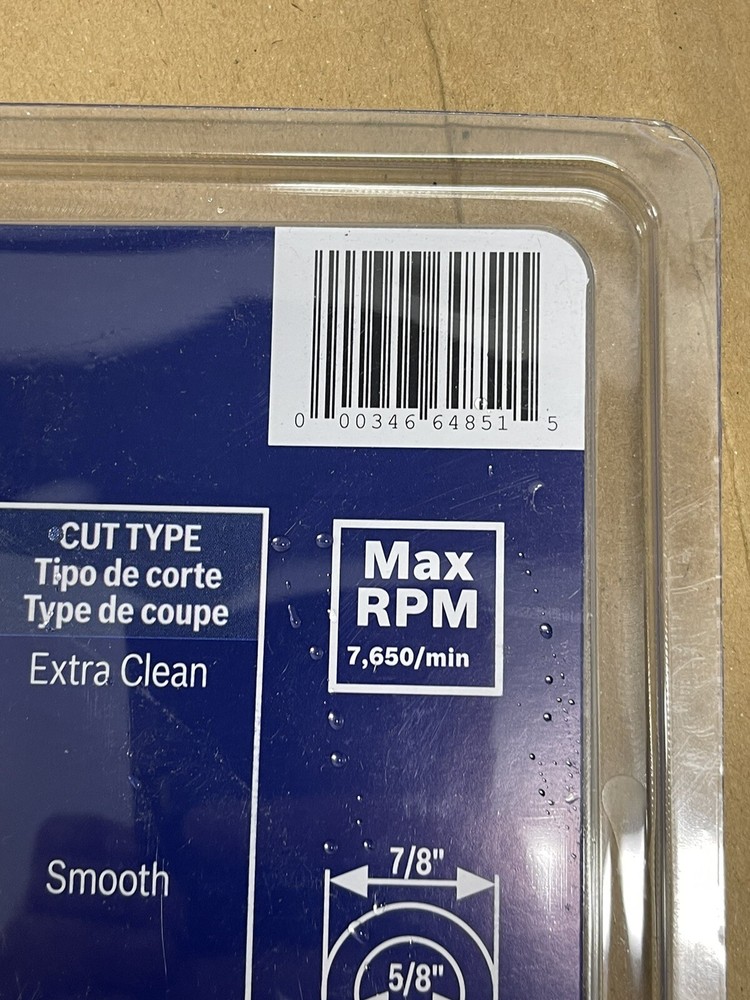 0 00346 64851 5
CUT TYPE
Tipo de corte
Type de coupe
Extra Clean
Smooth
Max
RPM
7,650/min
7/8"
5/8"